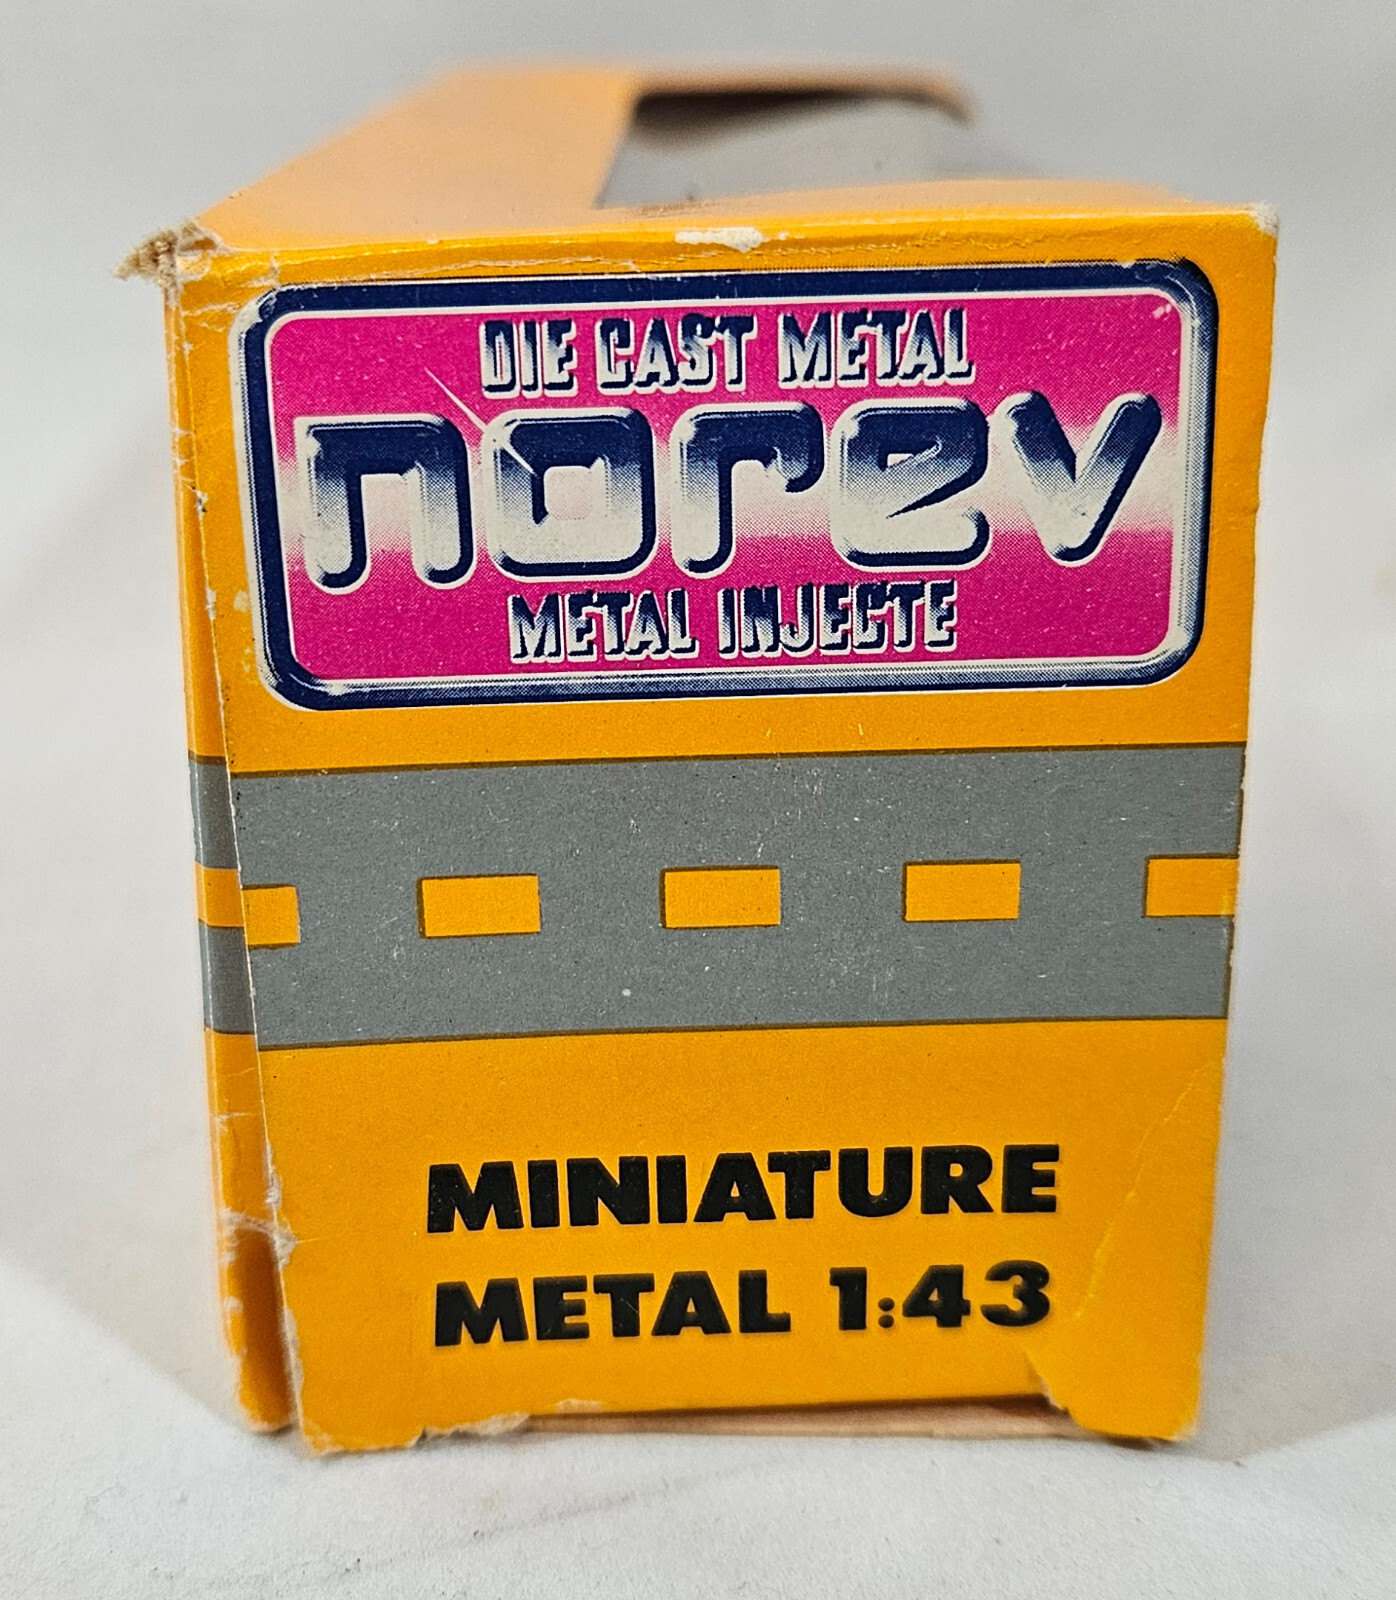 DIE CAST METAL
norev
METAL INJECTE
MINIATURE
METAL 1:43